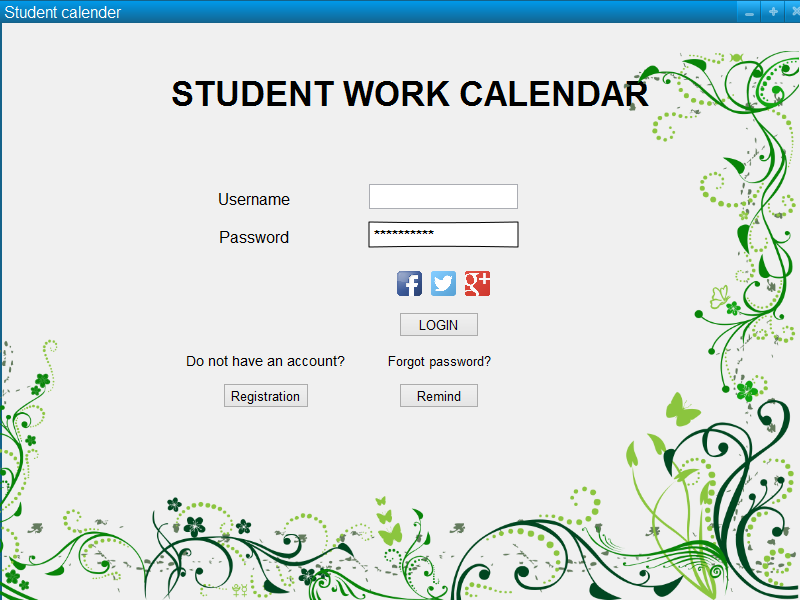 Student calender
STUDENT WORK CALENDAR
Username
Password
**********
f
g+
LOGIN
Do not have an account? Forgot password?
Registration Remind